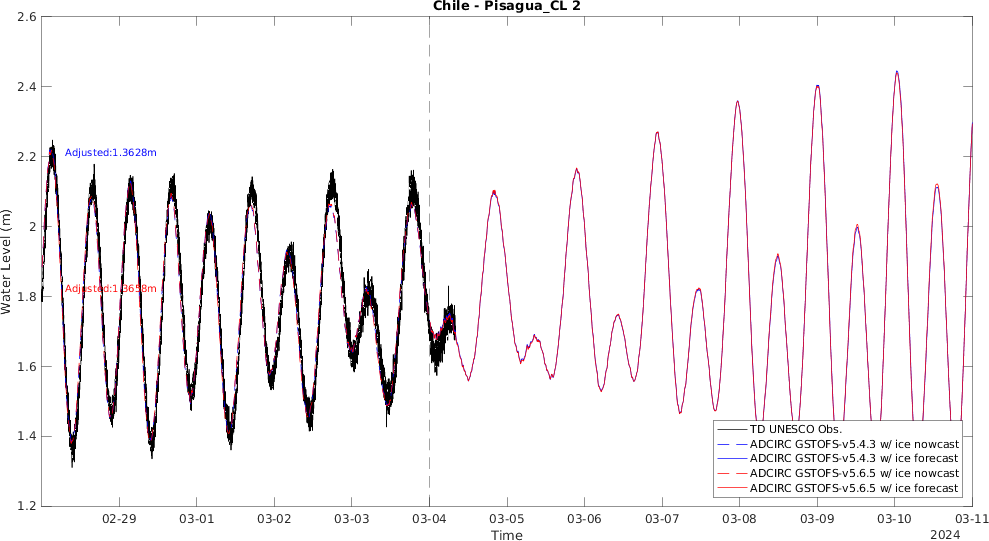 Chile - Pisagua_CL 2
2.6
2.4
2.2
2
1.8
1.6
1.4
1.2
Water Level (m)
Adjusted:1.3628m
Adjusted:1.3658m
TD UNESCO Obs.
ADCIRC GSTOFS-v5.4.3 w/ ice nowcast
ADCIRC GSTOFS-v5.4.3 w/ ice forecast
ADCIRC GSTOFS-v5.6.5 w/ ice nowcast
ADCIRC GSTOFS-v5.6.5 w/ ice forecast
02-29 03-01 03-02 03-03 03-04 03-05 03-06 03-07 03-08 03-09 03-10 03-11
Time
2024